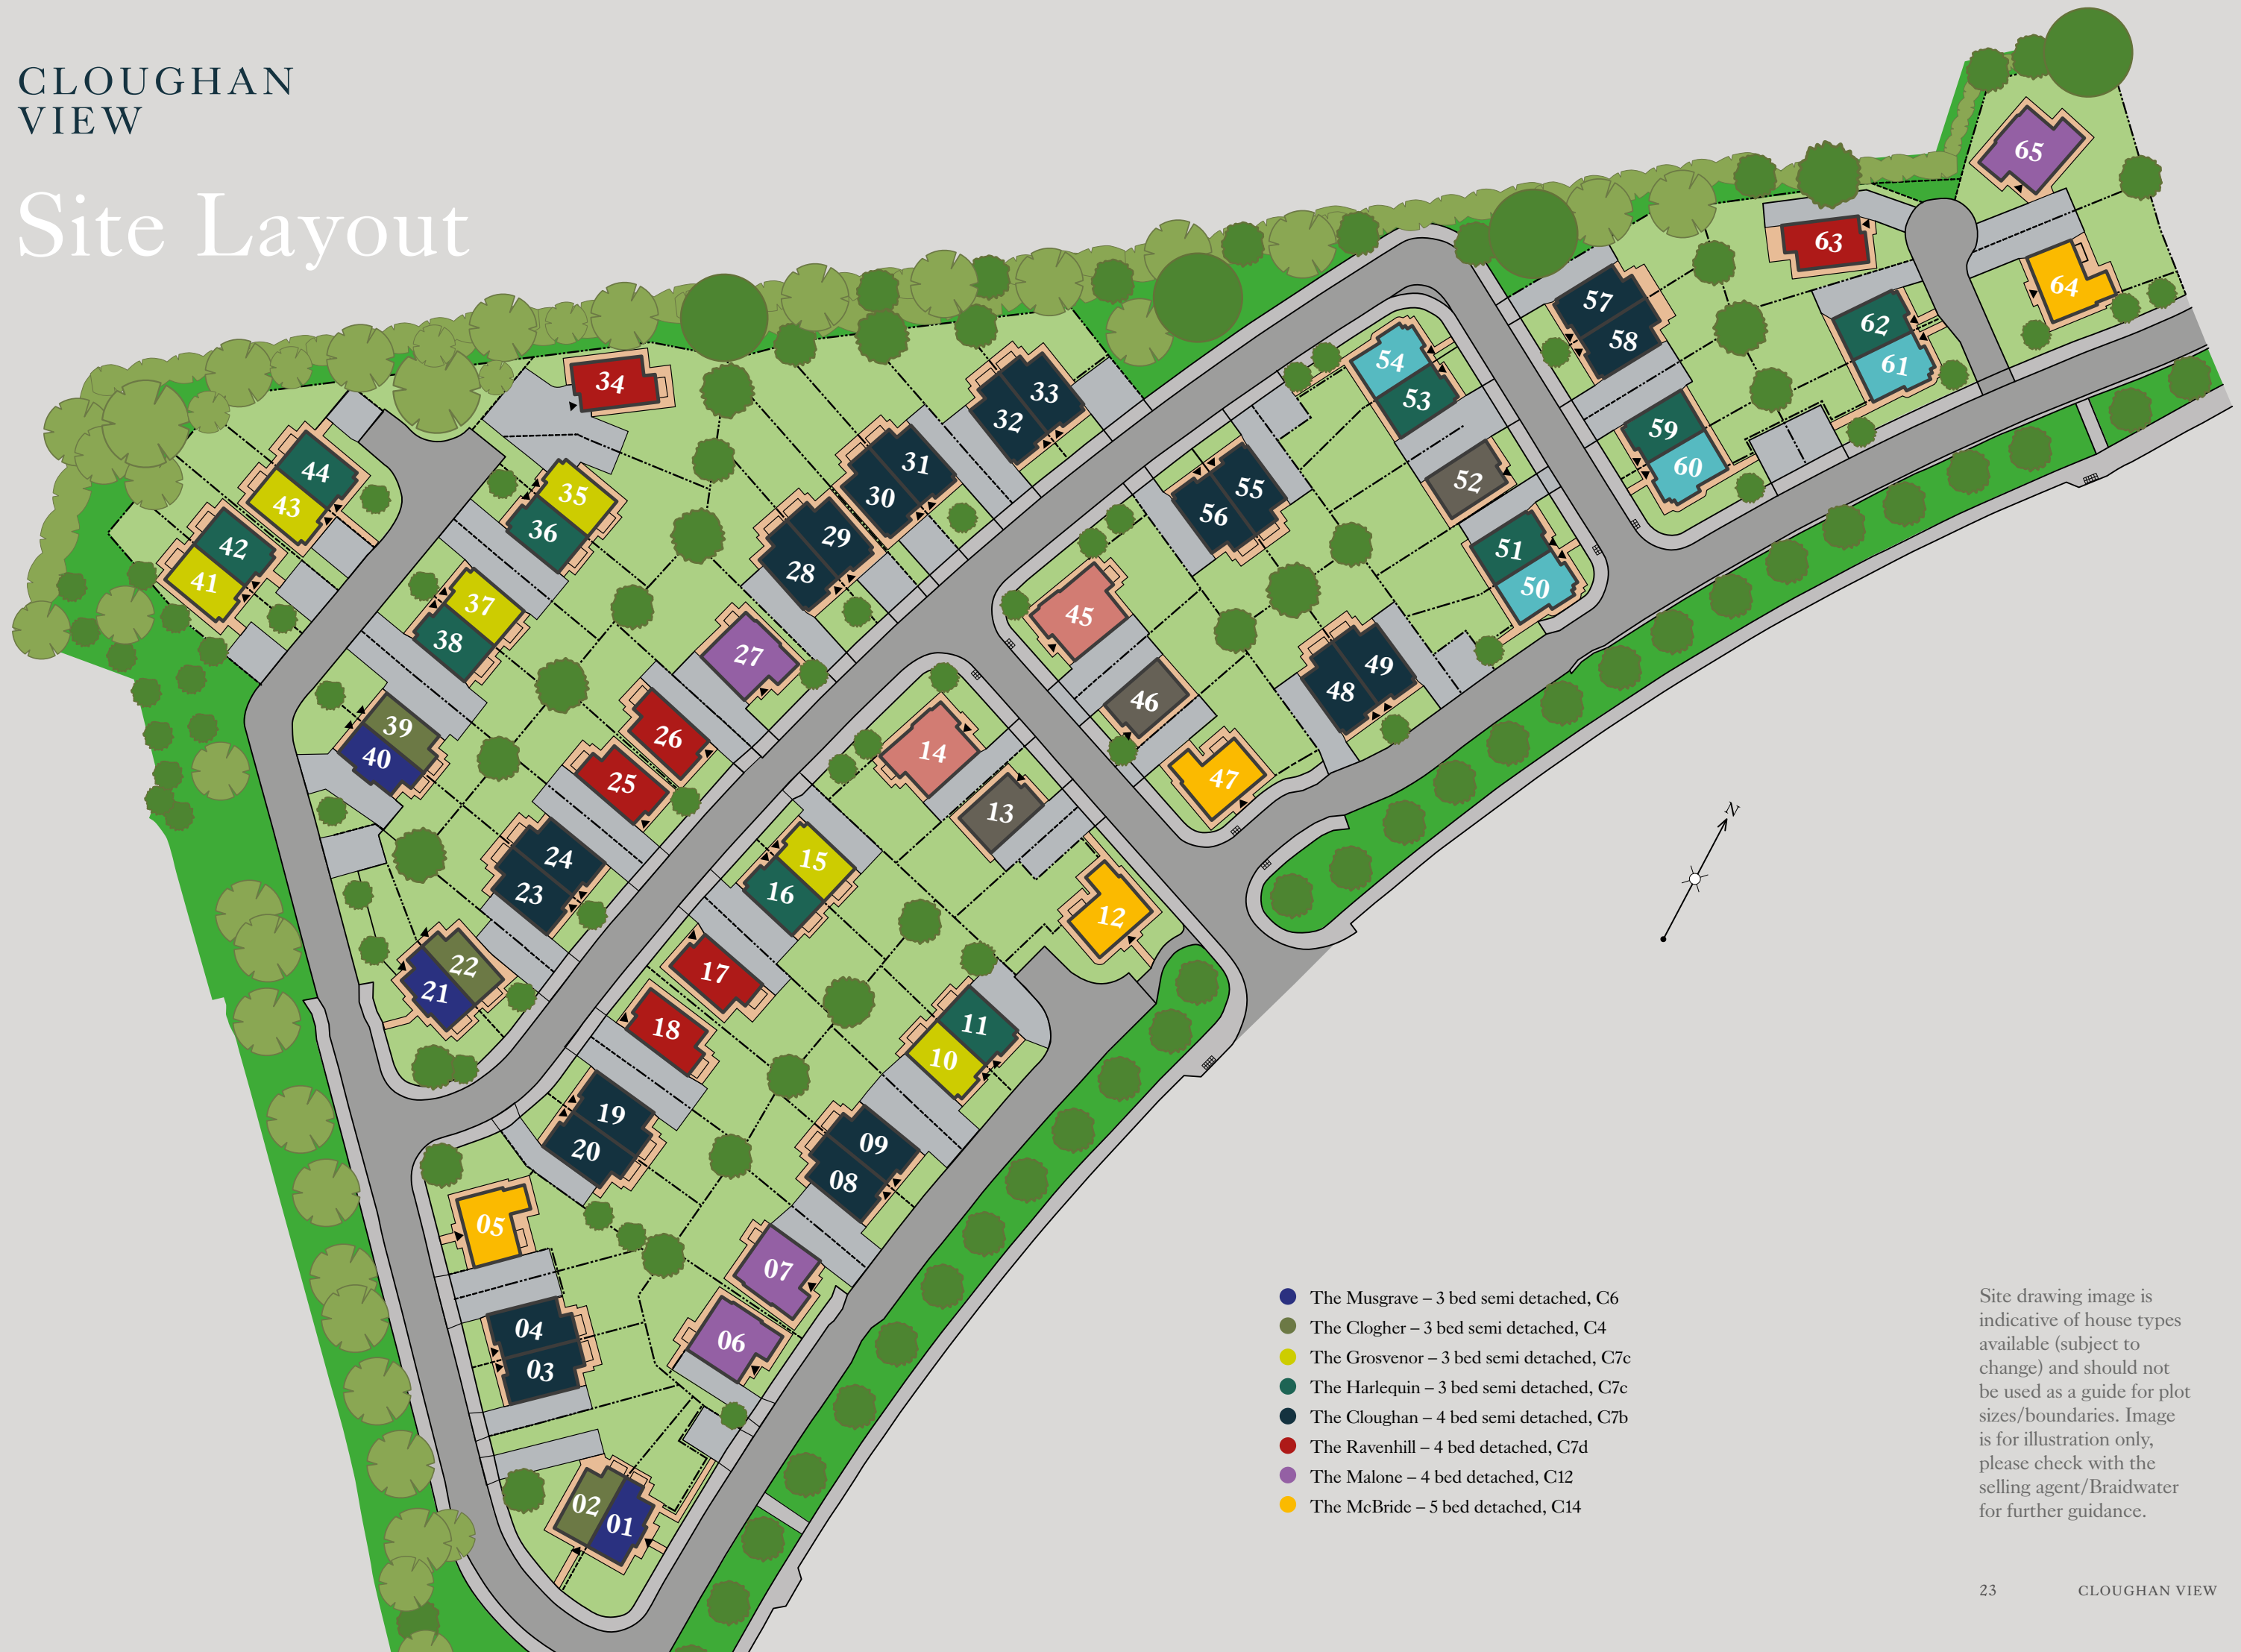 CLOUGHAN
VIEW
Site Layout
65
63
64
57
62
58
61
54
33
34
53
32
59
31
44
60
52
35
55
30
43
56
36
29
51
42
28
41
50
37
45
38
27
49
48
46
39
26
14
40
47
25
13
24
15
23
16
12
22
17
21
11
18
10
19
09
20
08
05
07
04
06
03
02
01
N
The Musgrave – 3 bed semi detached, C6
The Clogher – 3 bed semi detached, C4
The Grosvenor – 3 bed semi detached, C7c
The Harlequin – 3 bed semi detached, C7c
The Cloughan – 4 bed semi detached, C7b
The Ravenhill – 4 bed detached, C7d
The Malone – 4 bed detached, C12
The McBride – 5 bed detached, C14
Site drawing image is
indicative of house types
available (subject to
change) and should not
be used as a guide for plot
sizes/boundaries. Image
is for illustration only,
please check with the
selling agent/Braidwater
for further guidance.
23
CLOUGHAN VIEW